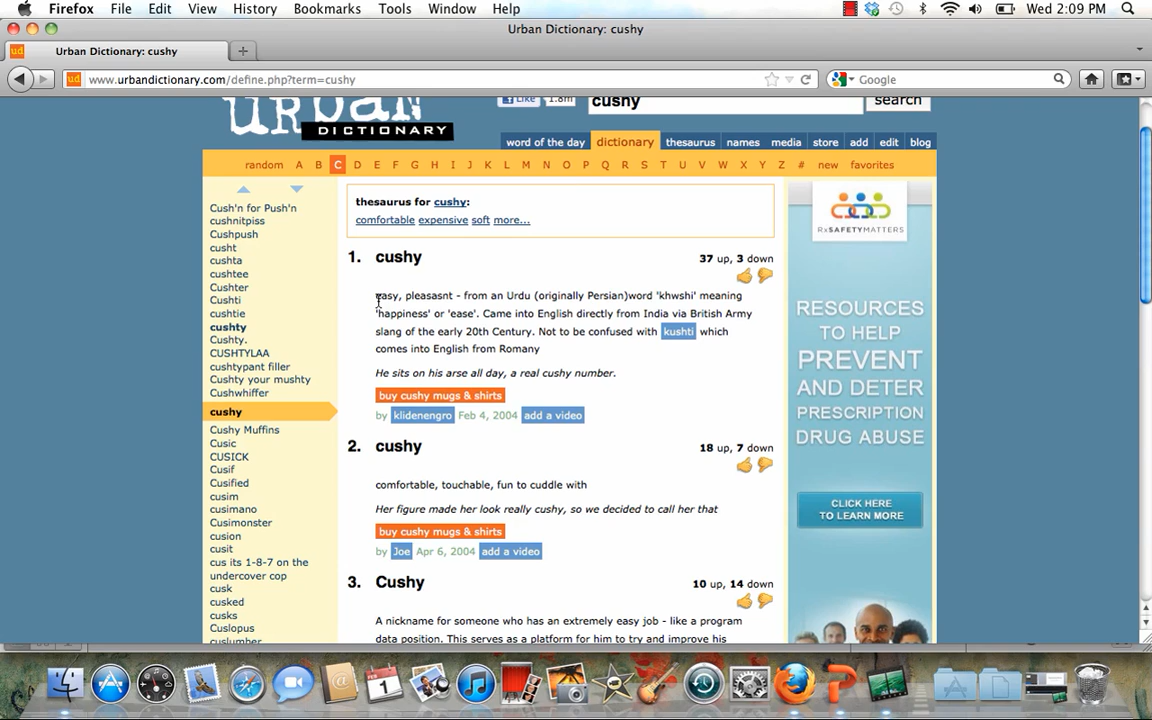 Firefox File Edit View History Bookmarks Tools Window Help Wed 2:09 PM
Urban Dictionary: cushy
ud Urban Dictionary: cushy
ud www.urbandictionary.com/define.php?term=cushy Google
urban DICTIONARY
Like 1.8m cushy search
word of the day dictionary thesaurus names media store add edit blog
random A B C D E F G H I J K L M N O P Q R S T U V W X Y Z # new favorites
Cush'n for Push'n
cushnitpiss
Cushpush
cusht
cushta
cushtee
Cushter
Cushti
cushtie
cushty
Cushty.
CUSHTYLAA
cushtypant filler
Cushty your mushty
Cushwhiffer
cushy
Cushy Muffins
Cusic
CUSICK
Cusif
Cusified
cusim
cusimano
Cusimonster
cusion
cusit
cus its 1-8-7 on the
undercover cop
cusk
cusked
cusks
Cuslopus
cuslumber
thesaurus for cushy:
comfortable expensive soft more...
1. cushy 37 up, 3 down
easy, pleasasnt - from an Urdu (originally Persian)word 'khwshi' meaning
'happiness' or 'ease'. Came into English directly from India via British Army
slang of the early 20th Century. Not to be confused with kushti which
comes into English from Romany
He sits on his arse all day, a real cushy number.
buy cushy mugs & shirts
by klidenengro Feb 4, 2004 add a video
2. cushy 18 up, 7 down
comfortable, touchable, fun to cuddle with
Her figure made her look really cushy, so we decided to call her that
buy cushy mugs & shirts
by Joe Apr 6, 2004 add a video
3. Cushy 10 up, 14 down
A nickname for someone who has an extremely easy job - like a program
data position. This serves as a platform for him to try and improve his
RxSAFETYMATTERS
RESOURCES
TO HELP
PREVENT
AND DETER
PRESCRIPTION
DRUG ABUSE
CLICK HERE
TO LEARN MORE
1